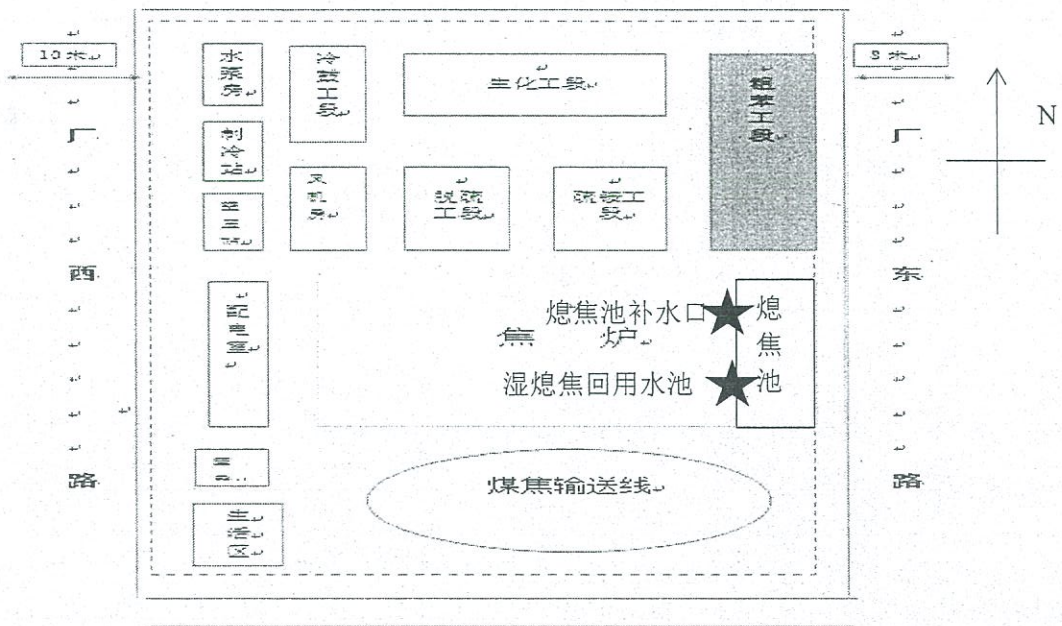 10米
8米
N
厂
西
路
厂
东
路
水泵房
冷鼓工段
生化工段
粗苯工段
制冷站
风机房
脱硫工段
硫铵工段
配电室
熄焦池补水口
焦 炉
熄焦池
湿熄焦回用水池
煤焦输送线
生活区